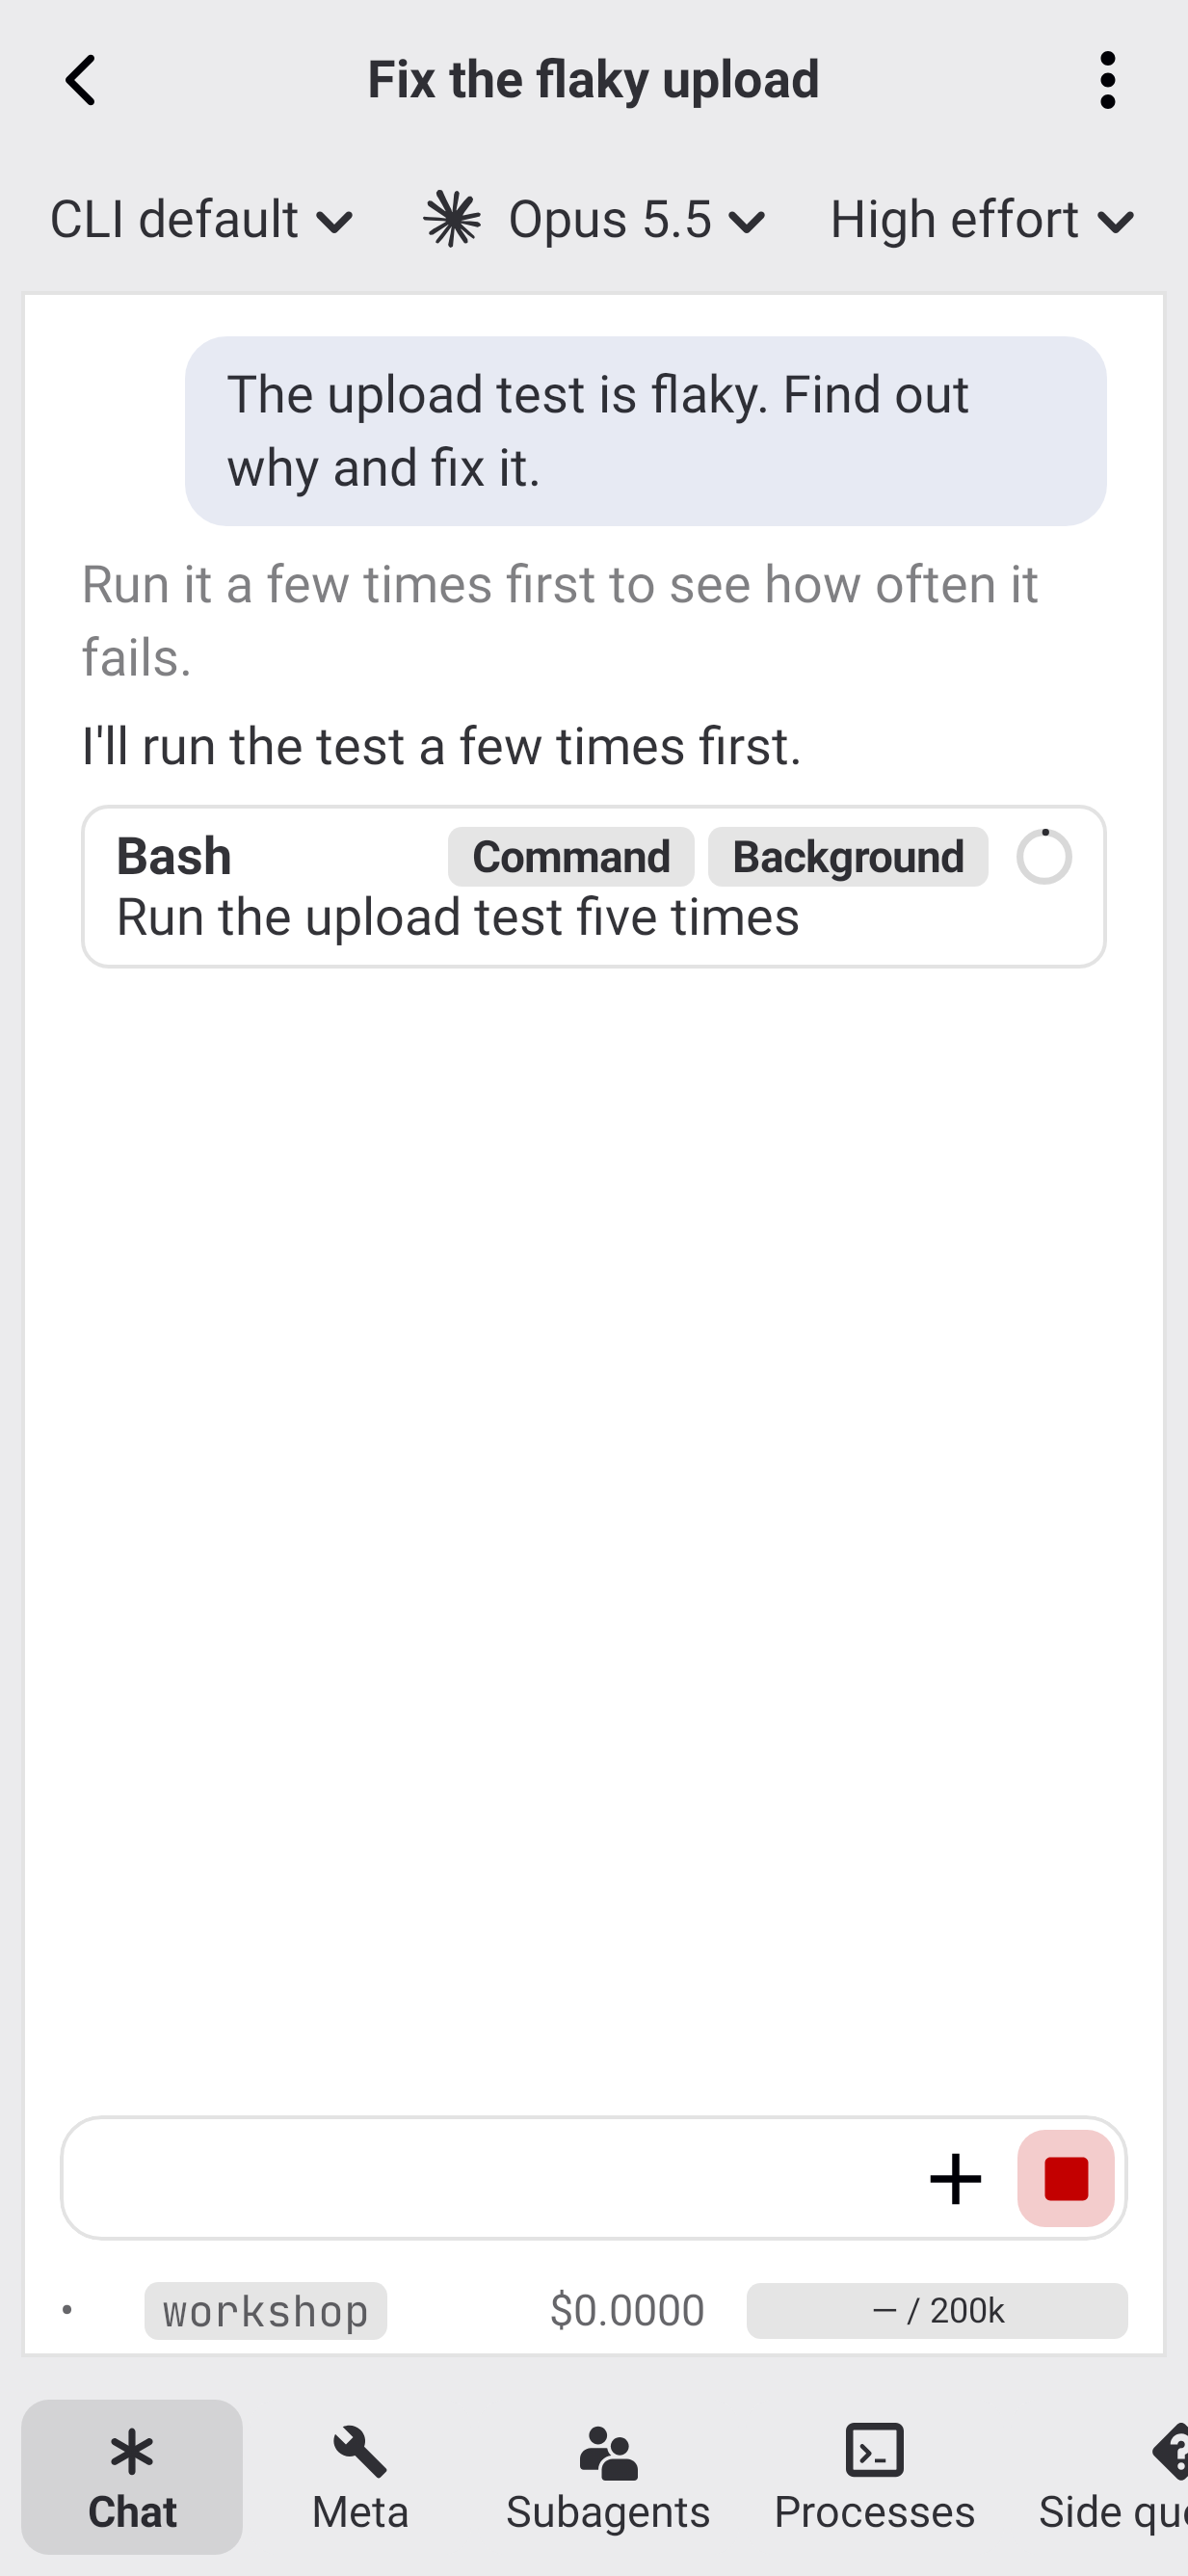 Fix the flaky upload
CLI default
Opus 5.5
High effort
The upload test is flaky. Find out
why and fix it.
Run it a few times first to see how often it
fails.
I'll run the test a few times first.
Bash
Command
Background
Run the upload test five times
workshop
$0.0000
— / 200k
Chat
Meta
Subagents
Processes
Side